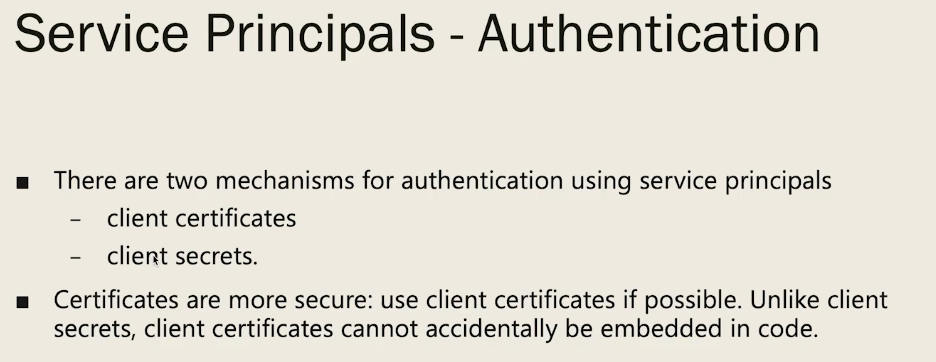 Service Principals - Authentication
■ There are two mechanisms for authentication using service principals
– client certificates
– client secrets.
■ Certificates are more secure: use client certificates if possible. Unlike client
secrets, client certificates cannot accidentally be embedded in code.